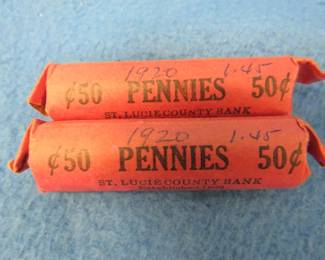 1920 1.45
¢50 PENNIES 50¢
ST. LUCIE COUNTY BANK
1920 1.45
¢50 PENNIES 50¢
ST. LUCIE COUNTY BANK